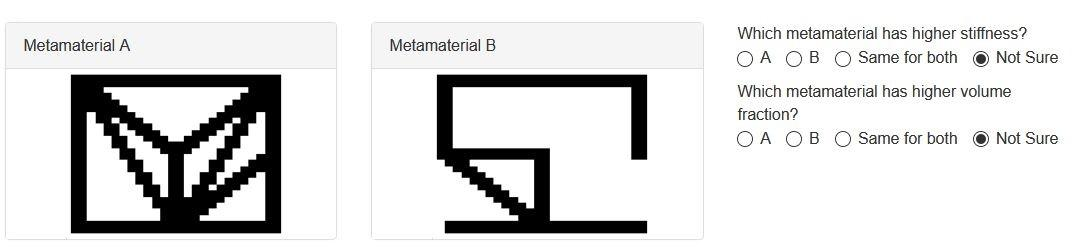 Metamaterial A
Metamaterial B
Which metamaterial has higher stiffness?
A B Same for both Not Sure
Which metamaterial has higher volume
fraction?
A B Same for both Not Sure